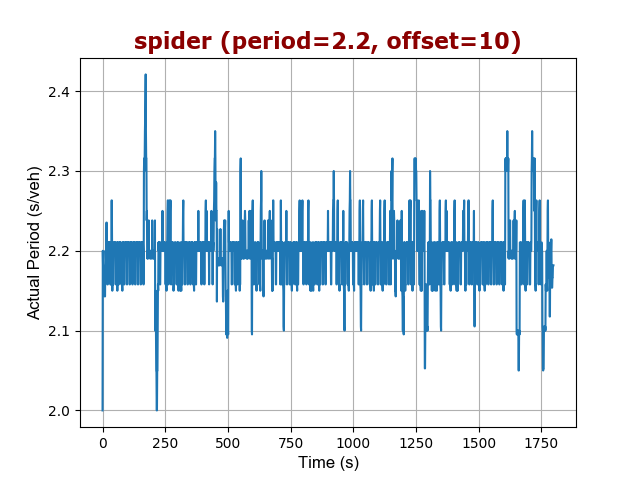 spider (period=2.2, offset=10)
2.4
2.3
2.2
2.1
2.0
Actual Period (s/veh)
0 250 500 750 1000 1250 1500 1750
Time (s)